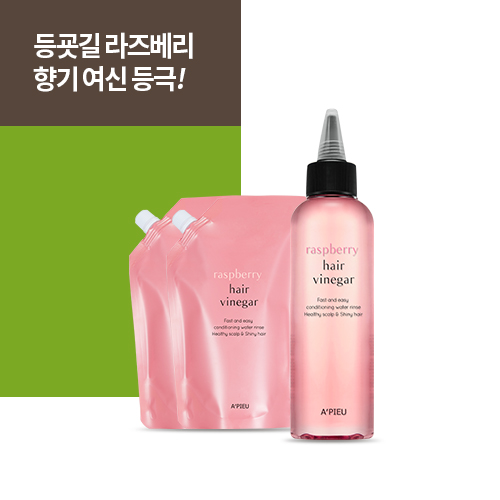 등굣길 라즈베리
향기 여신 등극!
raspberry
hair
vinegar
Fast and easy
conditioning water rinse
Healthy scalp & Shiny hair
A'PIEU
raspberry
hair
vinegar
Fast and easy
conditioning water rinse
Healthy scalp & Shiny hair
A'PIEU